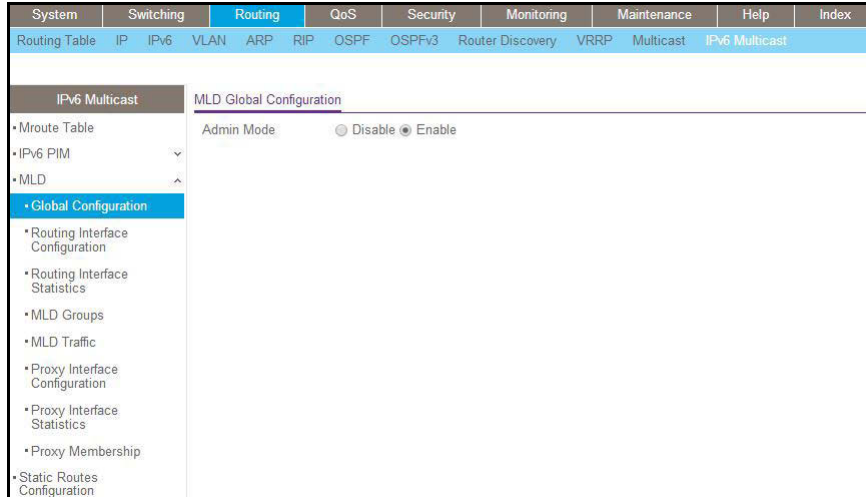 System Switching Routing QoS Security Monitoring Maintenance Help Index
Routing Table IP IPv6 VLAN ARP RIP OSPF OSPFv3 Router Discovery VRRP Multicast IPv6 Multicast
IPv6 Multicast
MLD Global Configuration
Admin Mode Disable Enable
Mroute Table
IPv6 PIM
MLD
Global Configuration
Routing Interface
Configuration
Routing Interface
Statistics
MLD Groups
MLD Traffic
Proxy Interface
Configuration
Proxy Interface
Statistics
Proxy Membership
Static Routes
Configuration